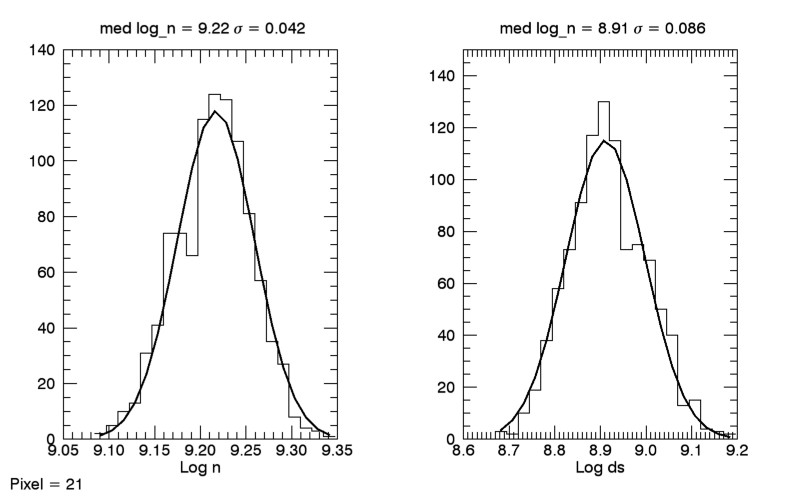 med log_n = 9.22 σ = 0.042
140
120
100
80
60
40
20
0
9.05 9.10 9.15 9.20 9.25 9.30 9.35
Log n
med log_n = 8.91 σ = 0.086
140
120
100
80
60
40
20
0
8.6 8.7 8.8 8.9 9.0 9.1 9.2
Log ds
Pixel = 21